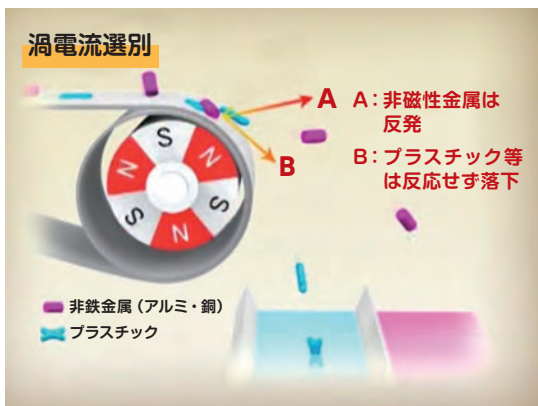 渦電流選別
A
B
A：非磁性金属は
反発
B：プラスチック等
は反応せず落下
S
N
S
N
S
N
非鉄金属（アルミ・銅）
プラスチック